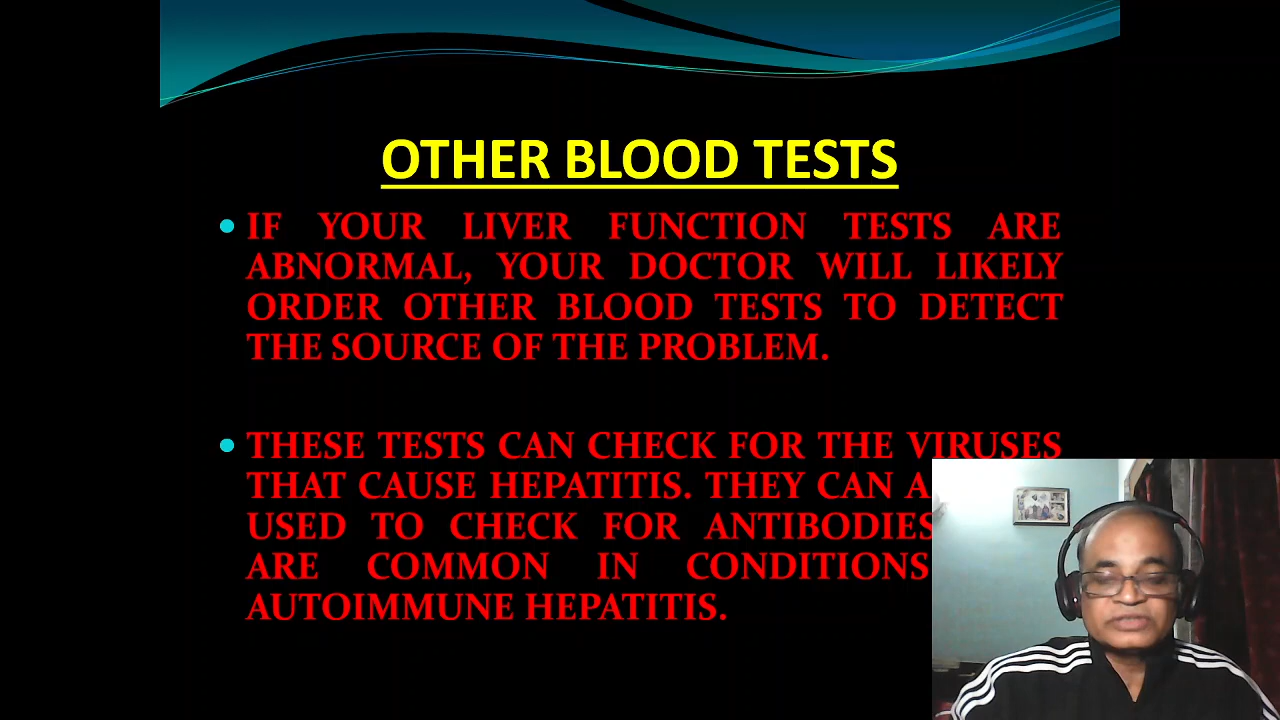 OTHER BLOOD TESTS
IF YOUR LIVER FUNCTION TESTS ARE
ABNORMAL, YOUR DOCTOR WILL LIKELY
ORDER OTHER BLOOD TESTS TO DETECT
THE SOURCE OF THE PROBLEM.
THESE TESTS CAN CHECK FOR THE VIRUSES
THAT CAUSE HEPATITIS. THEY CAN
USED TO CHECK FOR ANTIBODIES
ARE COMMON IN CONDITIONS
AUTOIMMUNE HEPATITIS.